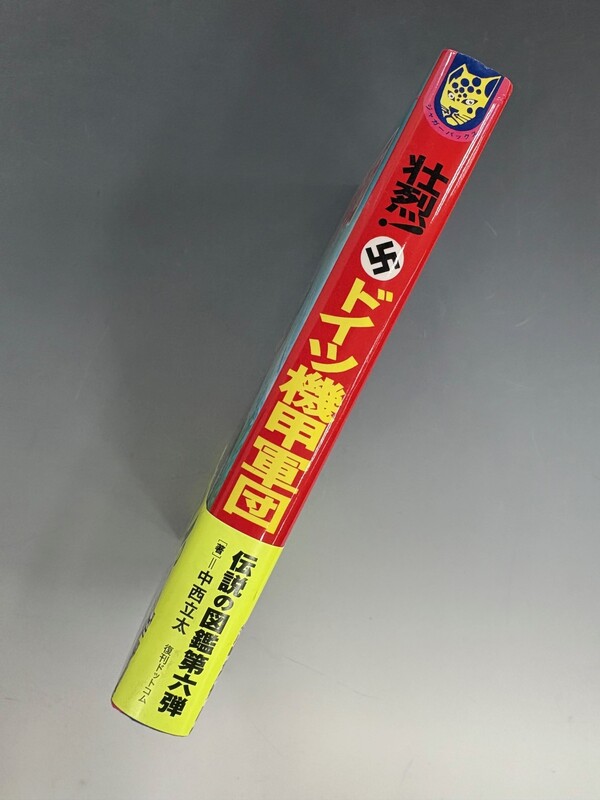 ジャガーバックス
壮烈!
ドイツ機甲軍団
伝説の図鑑第六弾
[著]=中西立太
復刊ドットコム